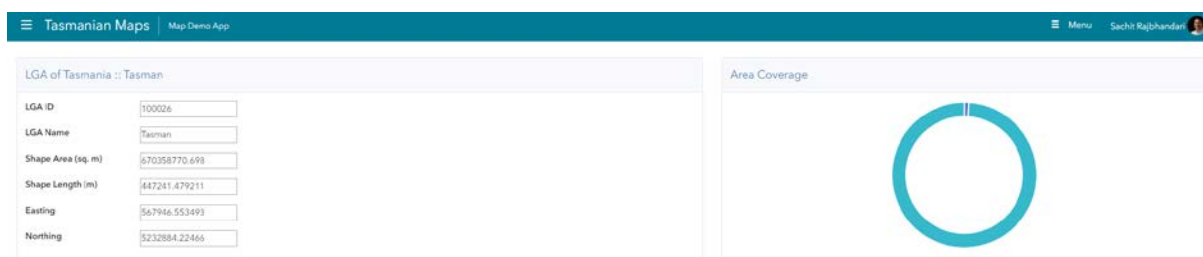 Tasmanian Maps Map Demo App Menu Sachit Rajbhandari
LGA of Tasmania :: Tasman
LGA ID 100026
LGA Name Tasman
Shape Area (sq. m) 670358770.698
Shape Length (m) 447241.479211
Easting 567946.553493
Northing 5232884.22466
Area Coverage